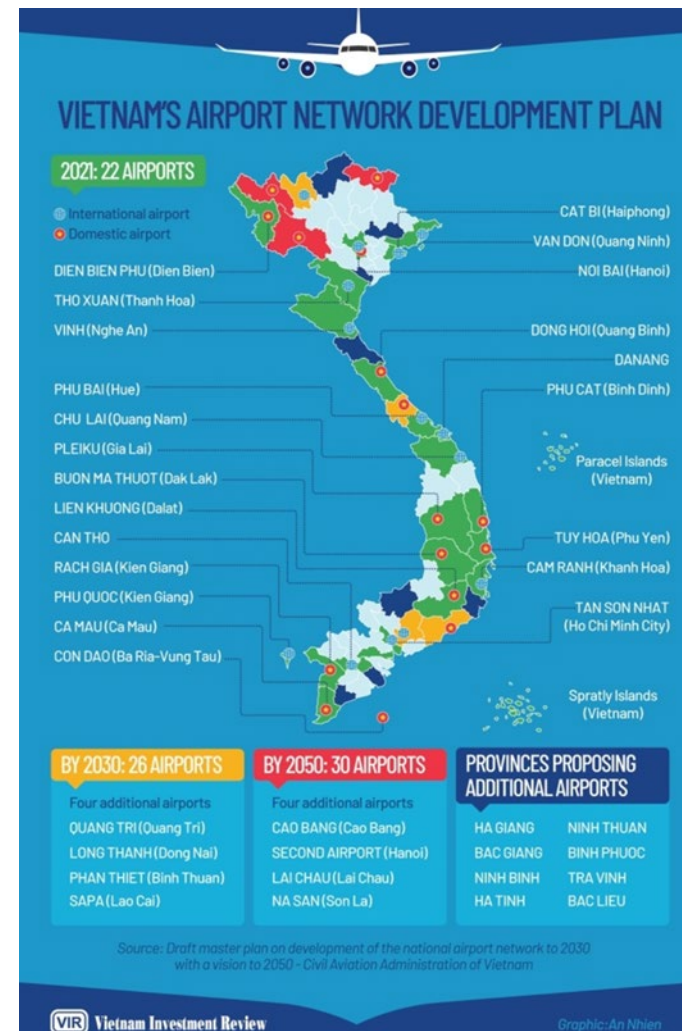 VIETNAM'S AIRPORT NETWORK DEVELOPMENT PLAN
2021: 22 AIRPORTS
International airport
Domestic airport
DIEN BIEN PHU (Dien Bien)
THO XUAN (Thanh Hoa)
VINH (Nghe An)
PHU BAI (Hue)
CHU LAI (Quang Nam)
PLEIKU (Gia Lai)
BUON MA THUOT (Dak Lak)
LIEN KHUONG (Dalat)
CAN THO
RACH GIA (Kien Giang)
PHU QUOC (Kien Giang)
CA MAU (Ca Mau)
CON DAO (Ba Ria-Vung Tau)
CAT BI (Haiphong)
VAN DON (Quang Ninh)
NOI BAI (Hanoi)
DONG HOI (Quang Binh)
DANANG
PHU CAT (Binh Dinh)
Paracel Islands
(Vietnam)
TUY HOA (Phu Yen)
CAM RANH (Khanh Hoa)
TAN SON NHAT
(Ho Chi Minh City)
Spratly Islands
(Vietnam)
BY 2030: 26 AIRPORTS
Four additional airports
QUANG TRI (Quang Tri)
LONG THANH (Dong Nai)
PHAN THIET (Binh Thuan)
SAPA (Lao Cai)
BY 2050: 30 AIRPORTS
Four additional airports
CAO BANG (Cao Bang)
SECOND AIRPORT (Hanoi)
LAI CHAU (Lai Chau)
NA SAN (Son La)
PROVINCES PROPOSING
ADDITIONAL AIRPORTS
HA GIANG
BAC GIANG
NINH BINH
HA TINH
NINH THUAN
BINH PHUOC
TRA VINH
BAC LIEU
Source: Draft master plan on development of the national airport network to 2030
with a vision to 2050 - Civil Aviation Administration of Vietnam
VIR Vietnam Investment Review
Graphic: An Nhien